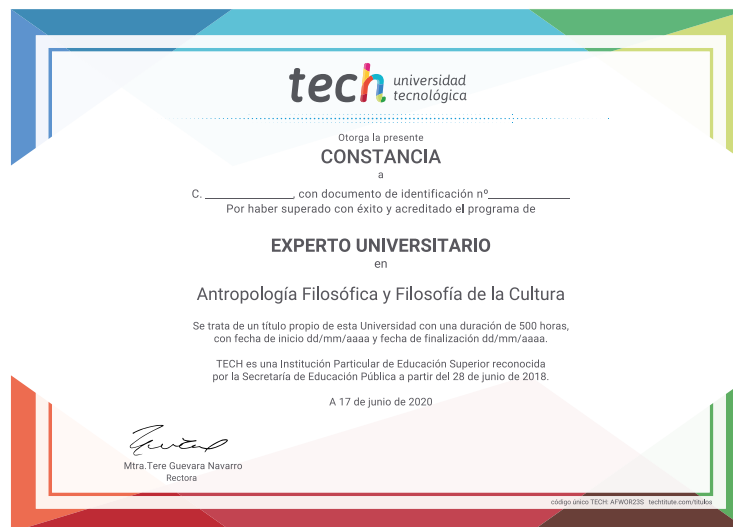 tech universidad
tecnológica
Otorga la presente
CONSTANCIA
a
C. ______________, con documento de identificación nº______________
Por haber superado con éxito y acreditado el programa de
EXPERTO UNIVERSITARIO
en
Antropología Filosófica y Filosofía de la Cultura
Se trata de un título propio de esta Universidad con una duración de 500 horas,
con fecha de inicio dd/mm/aaaa y fecha de finalización dd/mm/aaaa.
TECH es una Institución Particular de Educación Superior reconocida
por la Secretaría de Educación Pública a partir del 28 de junio de 2018.
A 17 de junio de 2020
Mtra.Tere Guevara Navarro
Rectora
código único TECH: AFWOR23S techtitute.com/titulos